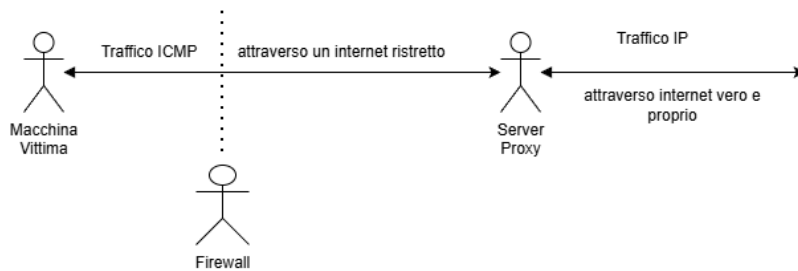 Traffico ICMP
attraverso un internet ristretto
Traffico IP
attraverso internet vero e
proprio
Macchina
Vittima
Server
Proxy
Firewall